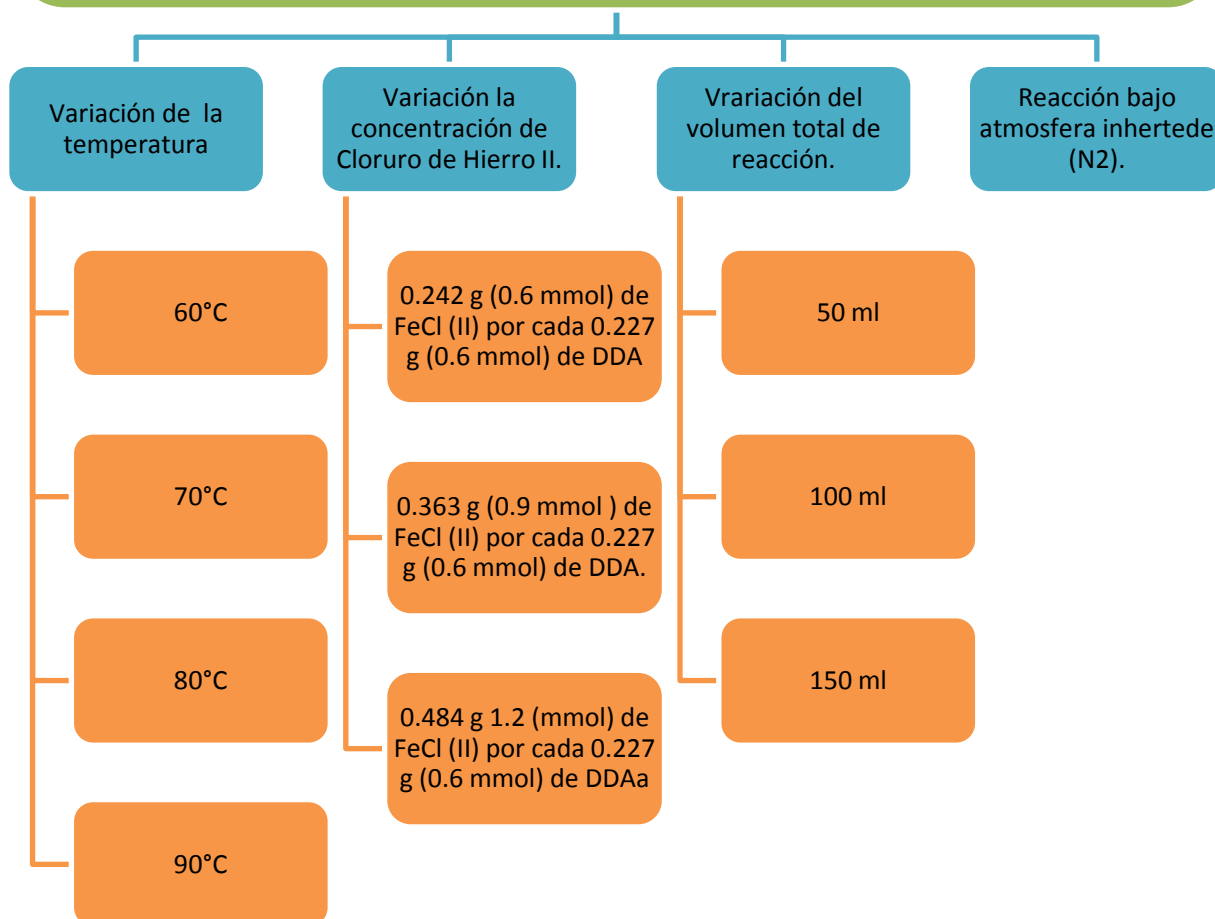 Variación de la
temperatura
Variación la
concentración de
Cloruro de Hierro II.
Vrariación del
volumen total de
reacción.
Reacción bajo
atmosfera inhertede
(N2).
60°C
70°C
80°C
90°C
0.242 g (0.6 mmol) de
FeCl (II) por cada 0.227
g (0.6 mmol) de DDA
0.363 g (0.9 mmol ) de
FeCl (II) por cada 0.227
g (0.6 mmol) de DDA.
0.484 g 1.2 (mmol) de
FeCl (II) por cada 0.227
g (0.6 mmol) de DDAa
50 ml
100 ml
150 ml